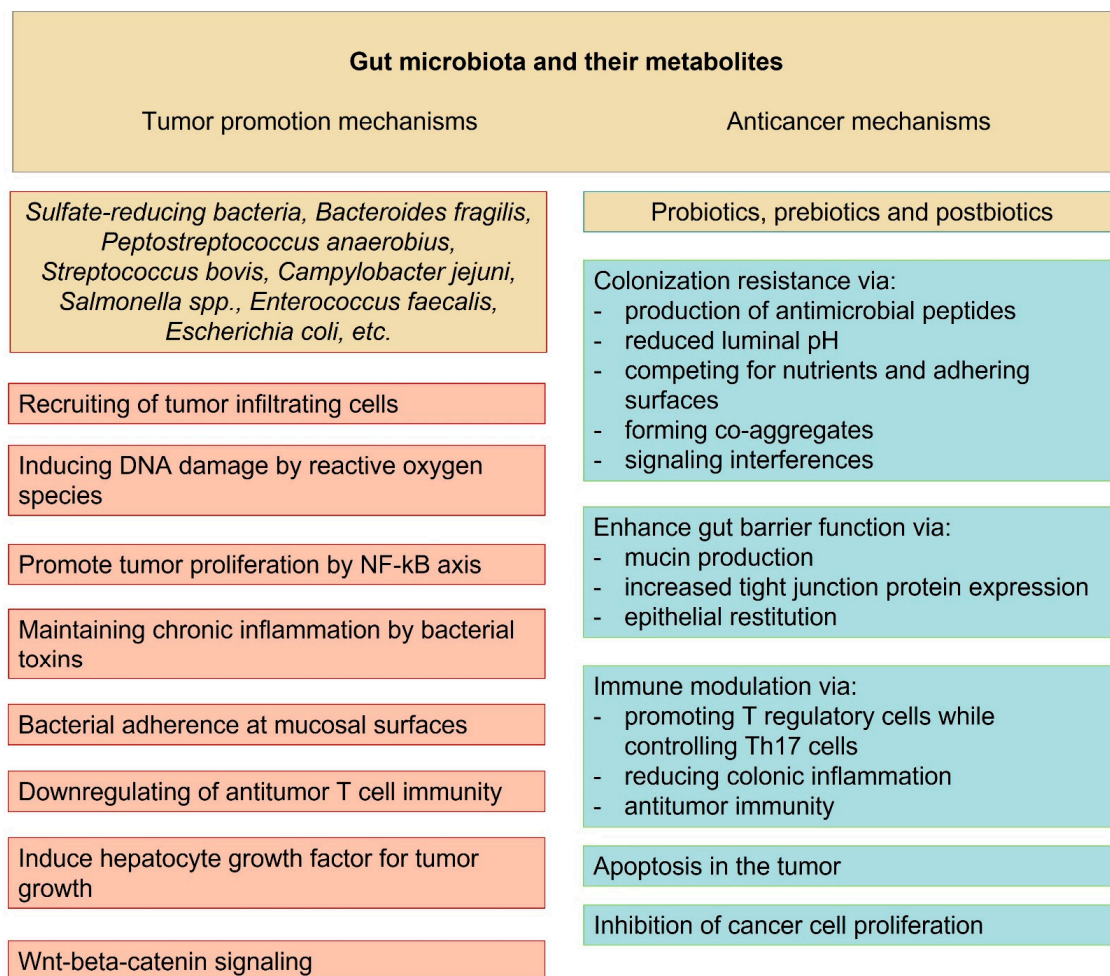 Gut microbiota and their metabolites
Tumor promotion mechanisms
Anticancer mechanisms
Sulfate-reducing bacteria, Bacteroides fragilis,
Peptostreptococcus anaerobius,
Streptococcus bovis, Campylobacter jejuni,
Salmonella spp., Enterococcus faecalis,
Escherichia coli, etc.
Recruiting of tumor infiltrating cells
Inducing DNA damage by reactive oxygen
species
Promote tumor proliferation by NF-kB axis
Maintaining chronic inflammation by bacterial
toxins
Bacterial adherence at mucosal surfaces
Downregulating of antitumor T cell immunity
Induce hepatocyte growth factor for tumor
growth
Wnt-beta-catenin signaling
Probiotics, prebiotics and postbiotics
Colonization resistance via:
- production of antimicrobial peptides
- reduced luminal pH
- competing for nutrients and adhering
surfaces
- forming co-aggregates
- signaling interferences
Enhance gut barrier function via:
- mucin production
- increased tight junction protein expression
- epithelial restitution
Immune modulation via:
- promoting T regulatory cells while
controlling Th17 cells
- reducing colonic inflammation
- antitumor immunity
Apoptosis in the tumor
Inhibition of cancer cell proliferation